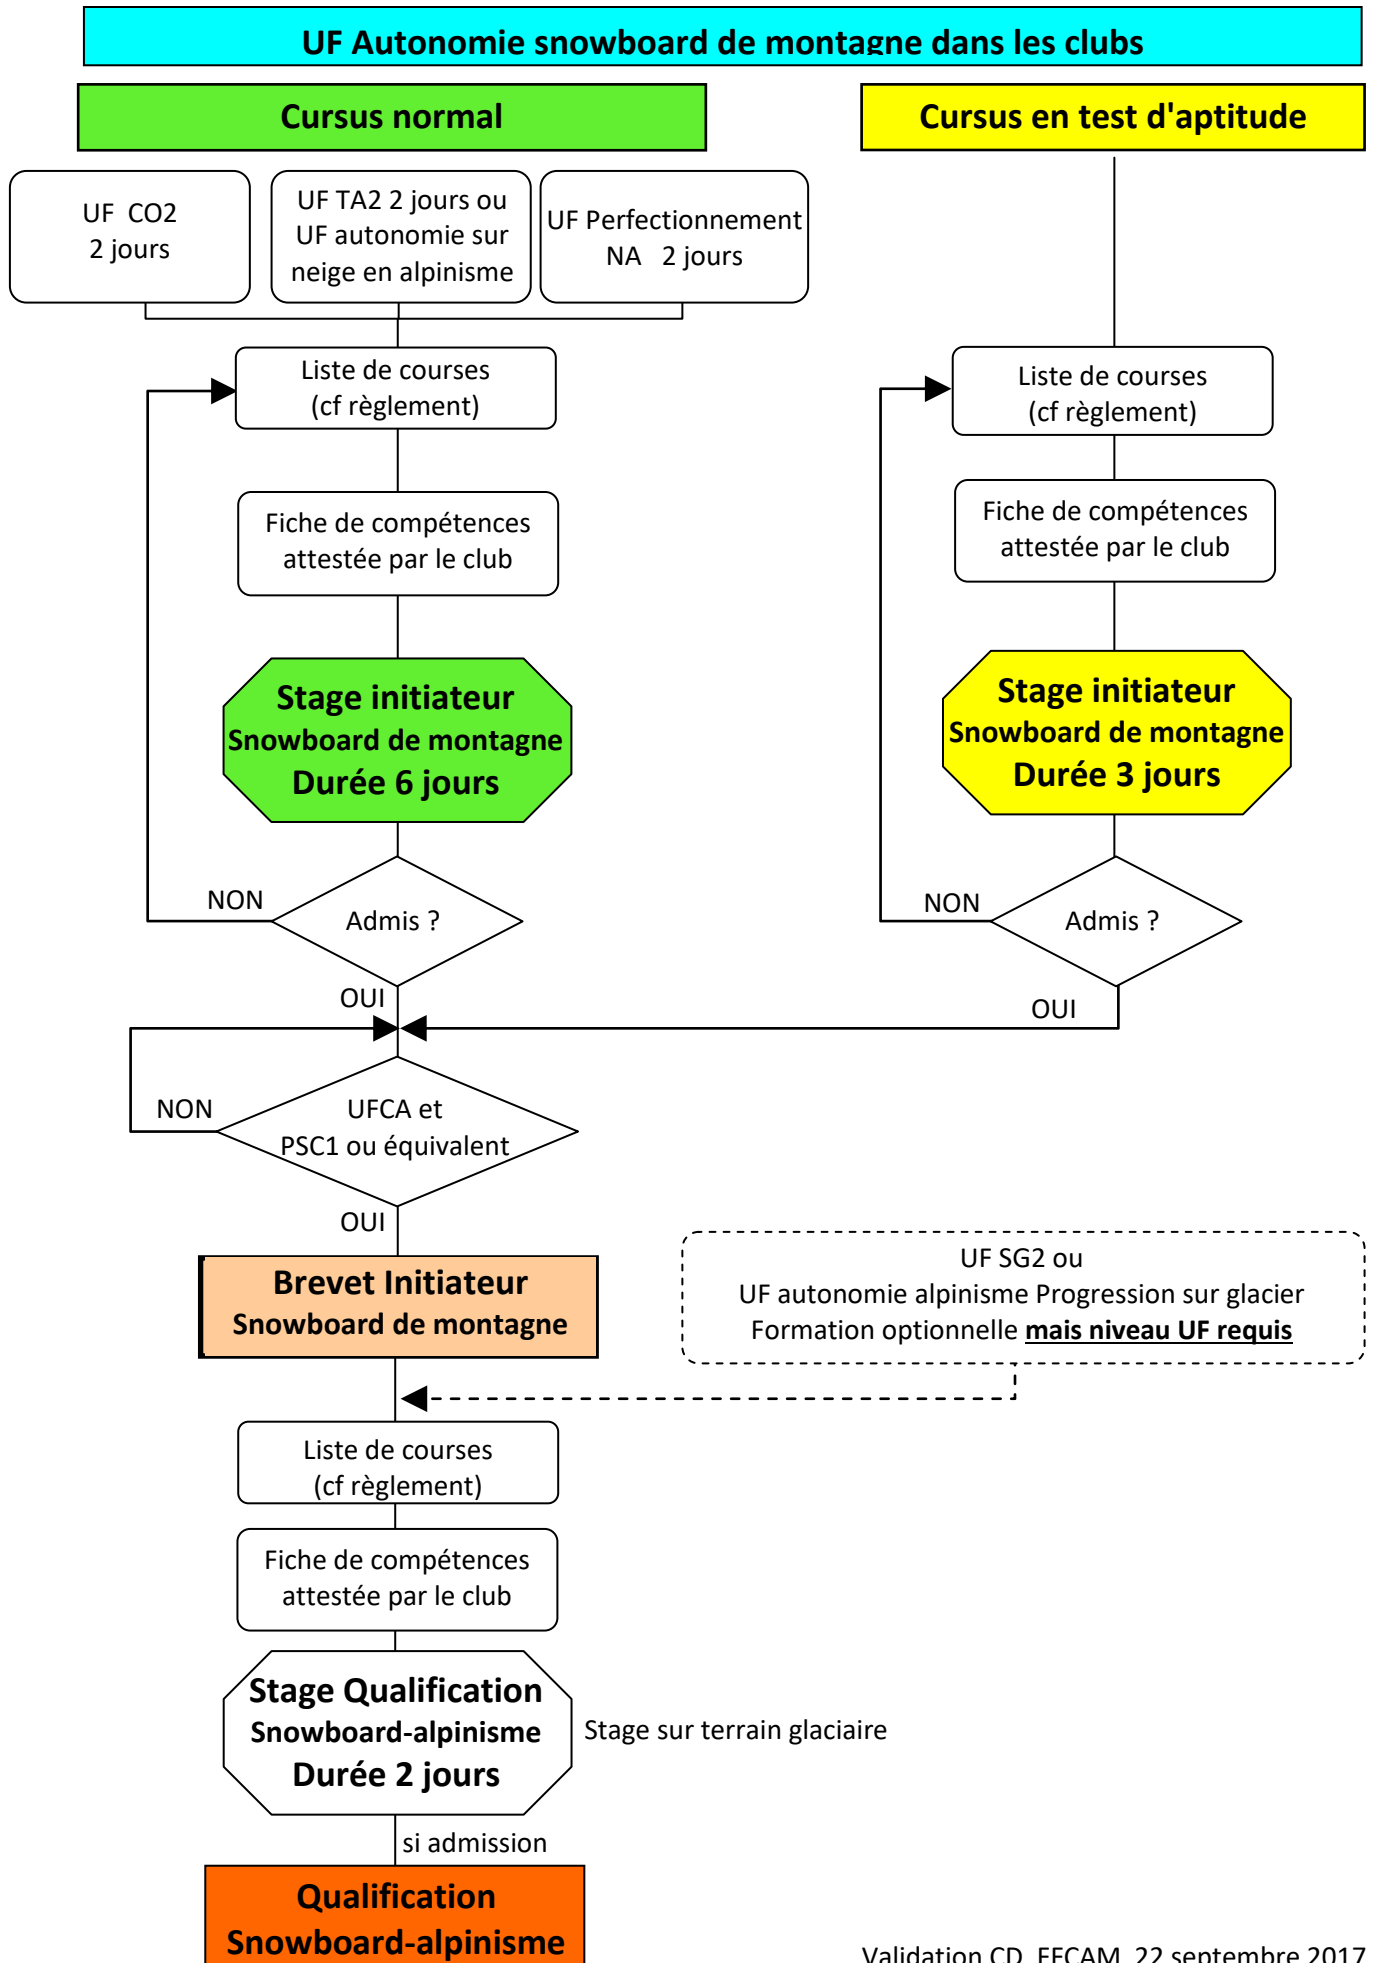 UF Autonomie snowboard de montagne dans les clubs
Cursus normal
Cursus en test d'aptitude
UF CO2
2 jours
UF TA2 2 jours ou
UF autonomie sur
neige en alpinisme
UF Perfectionnement
NA 2 jours
Liste de courses
(cf règlement)
Liste de courses
(cf règlement)
Fiche de compétences
attestée par le club
Fiche de compétences
attestée par le club
Stage initiateur
Snowboard de montagne
Durée 6 jours
Stage initiateur
Snowboard de montagne
Durée 3 jours
NON
Admis ?
NON
Admis ?
OUI
OUI
NON
UFCA et
PSC1 ou équivalent
OUI
Brevet Initiateur
Snowboard de montagne
UF SG2 ou
UF autonomie alpinisme Progression sur glacier
Formation optionnelle mais niveau UF requis
Liste de courses
(cf règlement)
Fiche de compétences
attestée par le club
Stage Qualification
Snowboard-alpinisme
Durée 2 jours
Stage sur terrain glaciaire
si admission
Qualification
Snowboard-alpinisme
Validation CD FFCAM 22 septembre 2017